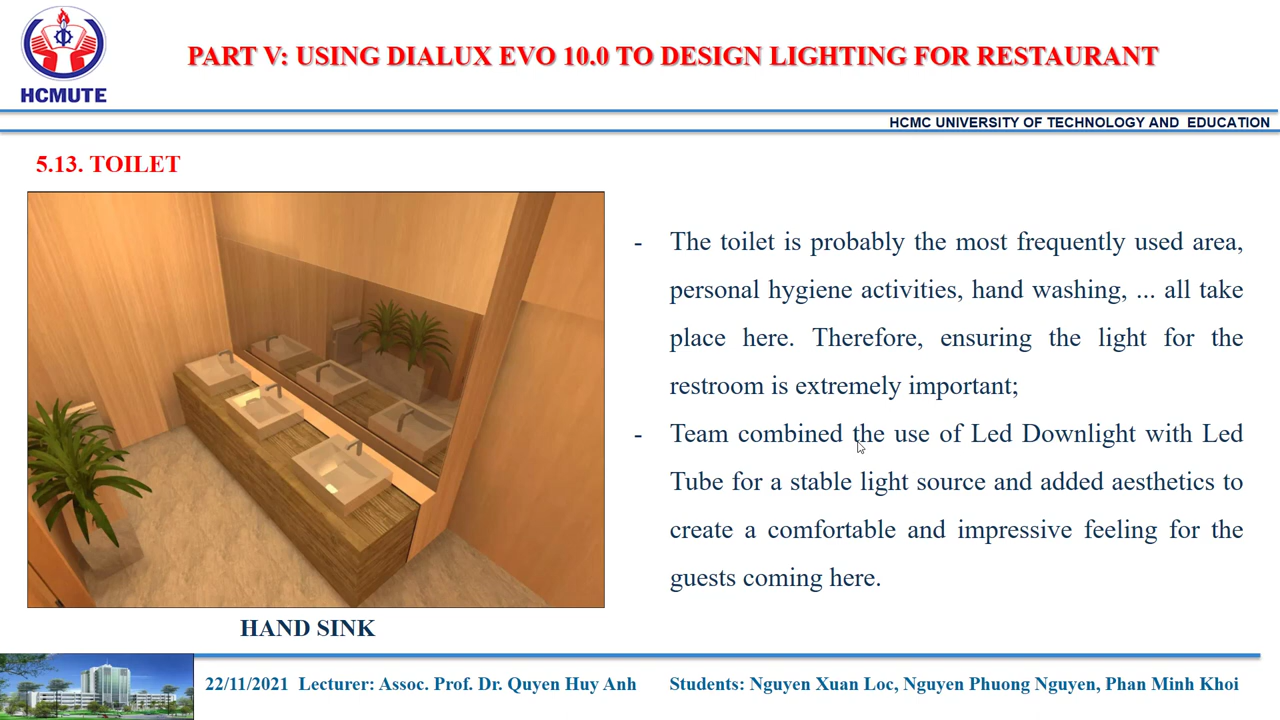 HCMUTE
PART V: USING DIALUX EVO 10.0 TO DESIGN LIGHTING FOR RESTAURANT
HCMC UNIVERSITY OF TECHNOLOGY AND EDUCATION
5.13. TOILET
- The toilet is probably the most frequently used area,
personal hygiene activities, hand washing, ... all take
place here. Therefore, ensuring the light for the
restroom is extremely important;
- Team combined the use of Led Downlight with Led
Tube for a stable light source and added aesthetics to
create a comfortable and impressive feeling for the
guests coming here.
HAND SINK
22/11/2021 Lecturer: Assoc. Prof. Dr. Quyen Huy Anh Students: Nguyen Xuan Loc, Nguyen Phuong Nguyen, Phan Minh Khoi